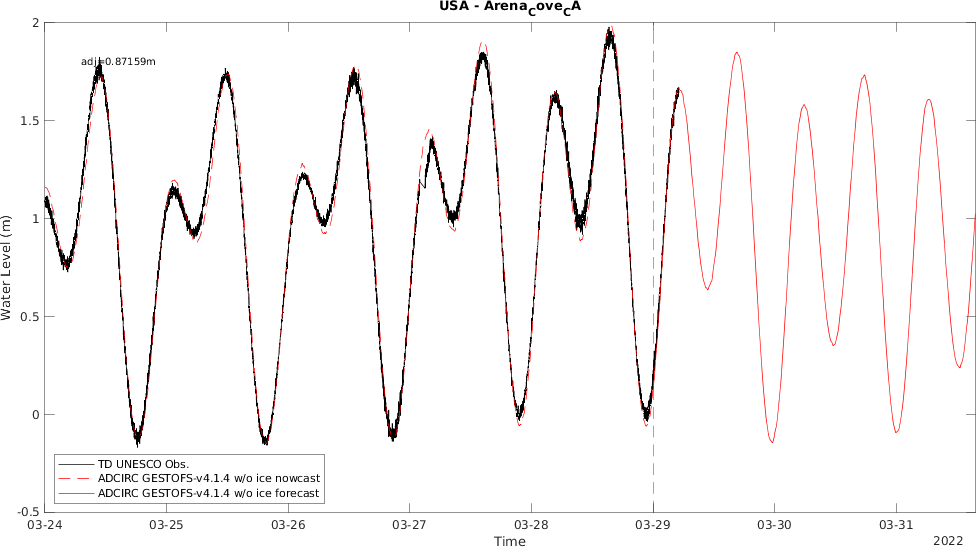 USA - ArenaCoveCA
adj=0.87159m
2
1.5
1
0.5
0
-0.5
Water Level (m)
TD UNESCO Obs.
ADCIRC GESTOFS-v4.1.4 w/o ice nowcast
ADCIRC GESTOFS-v4.1.4 w/o ice forecast
03-24 03-25 03-26 03-27 03-28 03-29 03-30 03-31
Time
2022